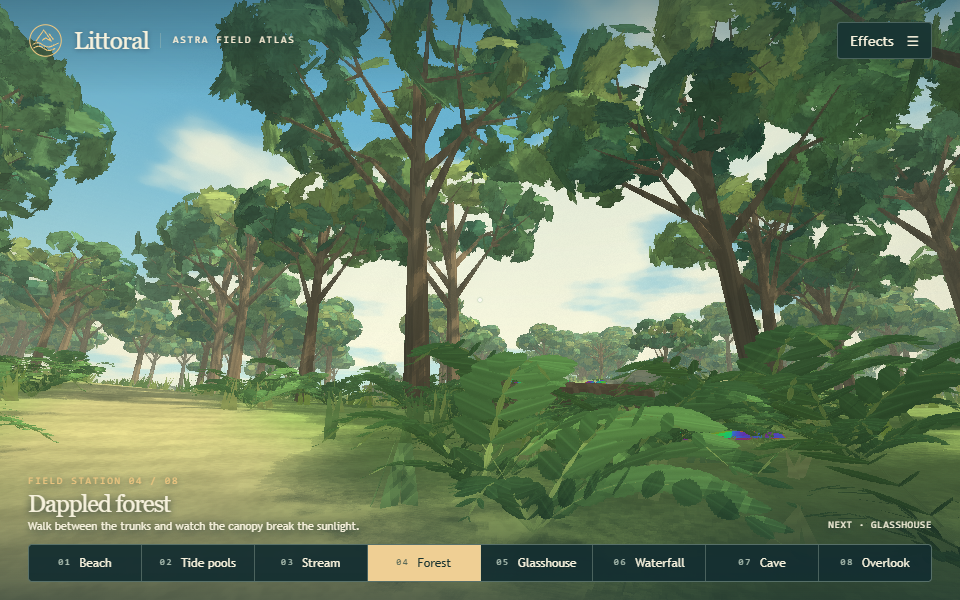 Littoral
ASTRA FIELD ATLAS
Effects
FIELD STATION 04 / 08
Dappled forest
Walk between the trunks and watch the canopy break the sunlight.
NEXT · GLASSHOUSE
01 Beach
02 Tide pools
03 Stream
04 Forest
05 Glasshouse
06 Waterfall
07 Cave
08 Overlook